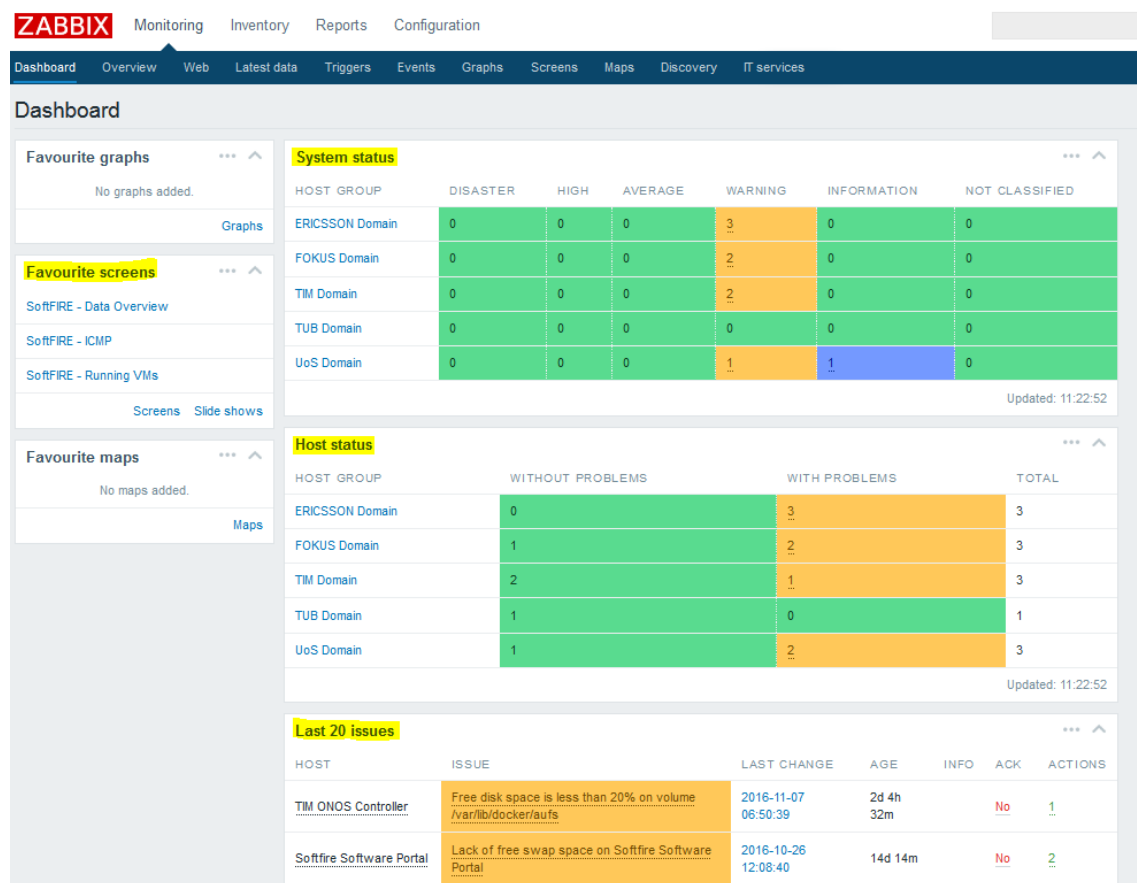 ZABBIX Monitoring Inventory Reports Configuration
Dashboard Overview Web Latest data Triggers Events Graphs Screens Maps Discovery IT services
Dashboard
Favourite graphs
No graphs added.
Graphs
Favourite screens
SoftFIRE - Data Overview
SoftFIRE - ICMP
SoftFIRE - Running VMs
Screens Slide shows
Favourite maps
No maps added.
Maps
System status
HOST GROUP DISASTER HIGH AVERAGE WARNING INFORMATION NOT CLASSIFIED
ERICSSON Domain 0 0 0 3 0 0
FOKUS Domain 0 0 0 2 0 0
TIM Domain 0 0 0 2 0 0
TUB Domain 0 0 0 0 0 0
UoS Domain 0 0 0 1 1 0
Updated: 11:22:52
Host status
HOST GROUP WITHOUT PROBLEMS WITH PROBLEMS TOTAL
ERICSSON Domain 0 3 3
FOKUS Domain 1 2 3
TIM Domain 2 1 3
TUB Domain 1 0 1
UoS Domain 1 2 3
Updated: 11:22:52
Last 20 issues
HOST ISSUE LAST CHANGE AGE INFO ACK ACTIONS
TIM ONOS Controller Free disk space is less than 20% on volume 2016-11-07 2d 4h No 1
/var/lib/docker/aufs 06:50:39 32m
Softfire Software Portal Lack of free swap space on Softfire Software 2016-10-26 14d 14m No 2
Portal 12:08:40